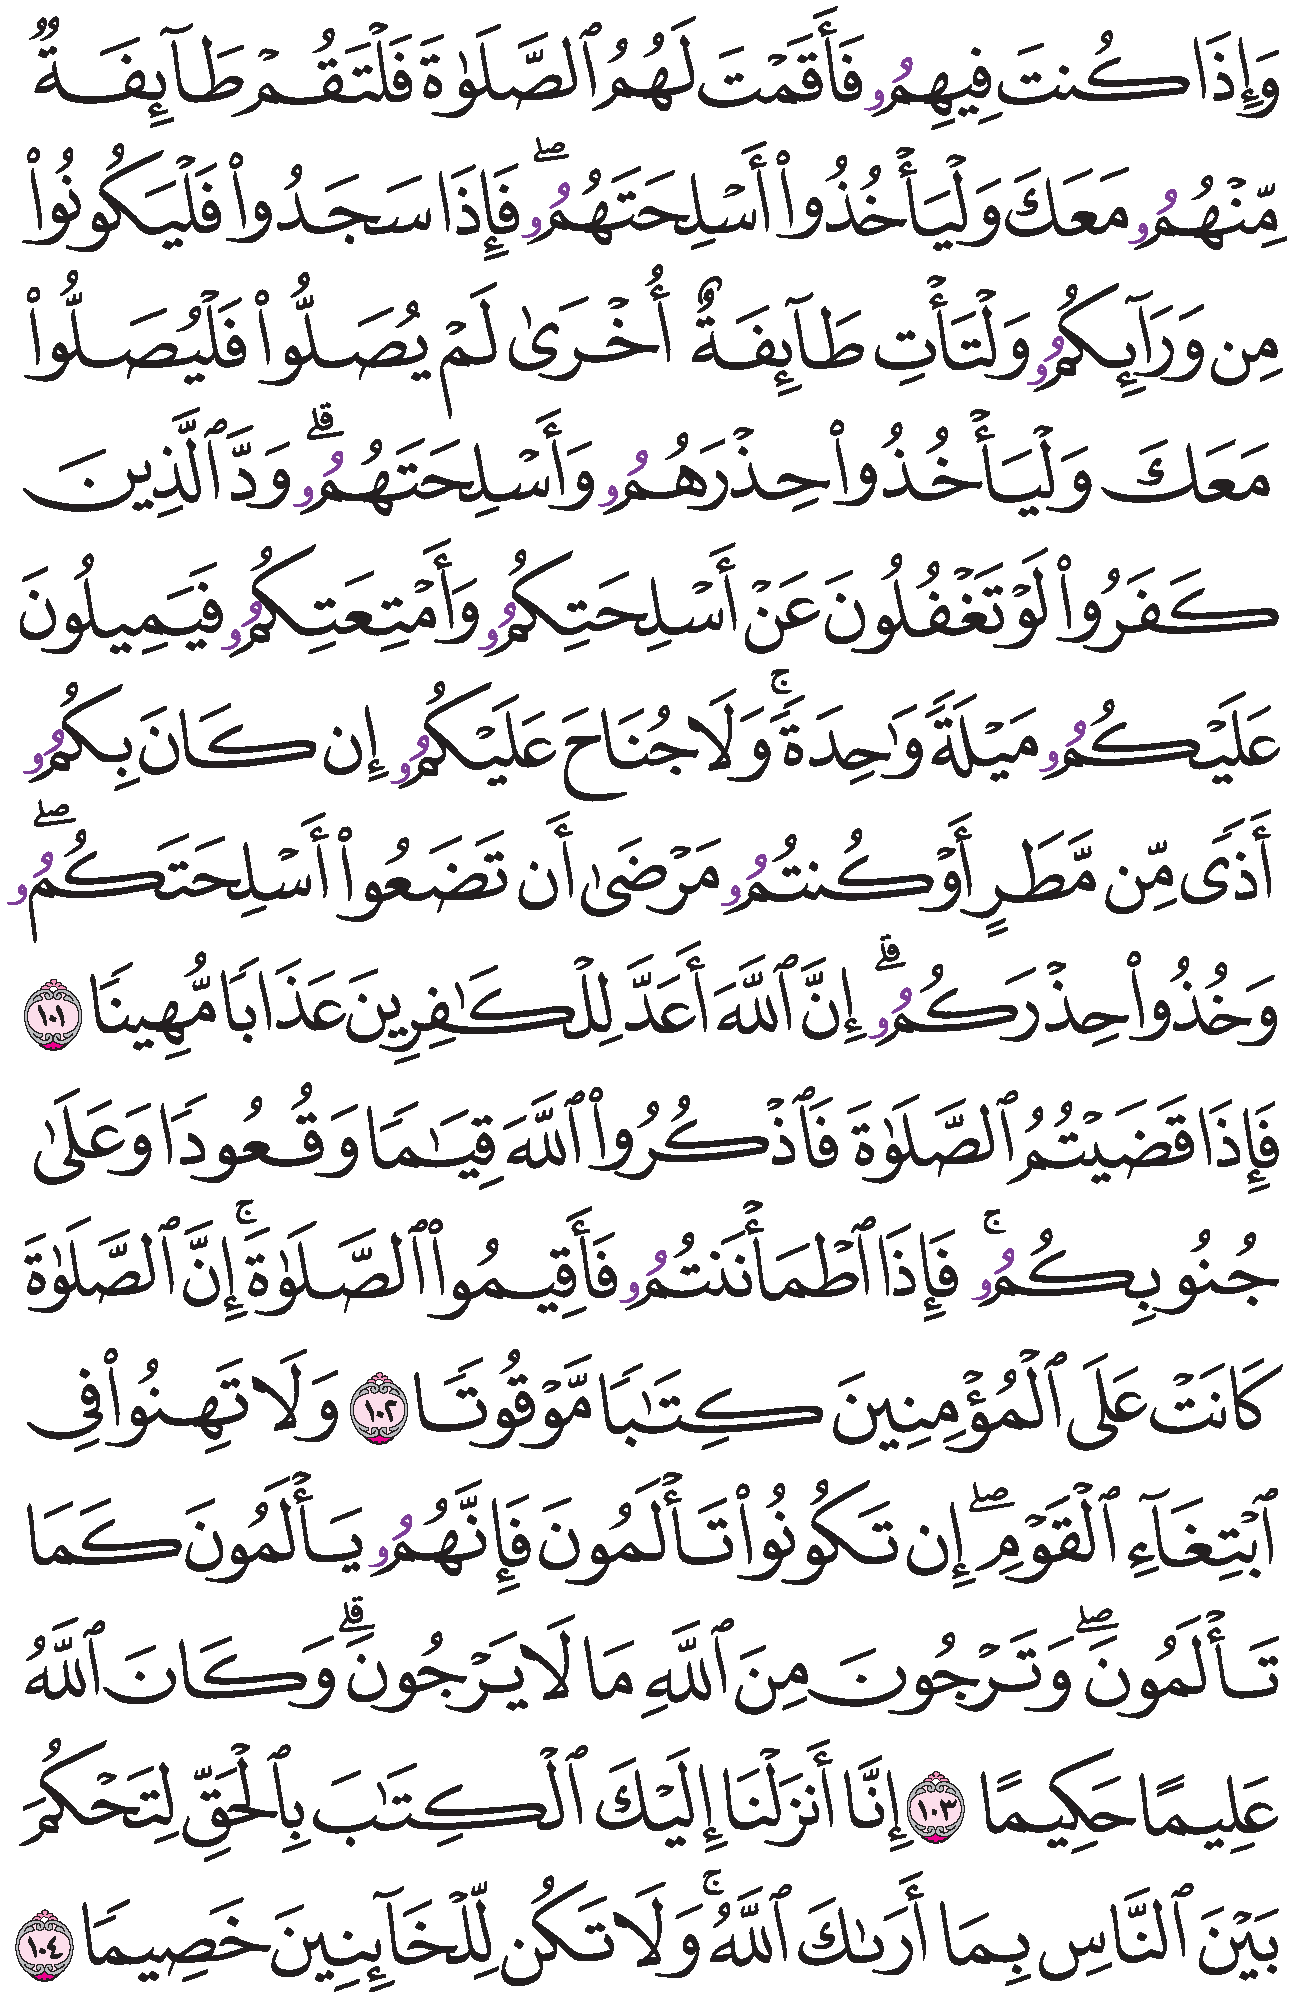 وَإِذَا كُنتَ فِيهِمُۥ فَأَقَمْتَ لَهُمُ ٱلصَّلَوٰةَ فَلْتَقُمْ طَآئِفَةٌ
مِّنْهُمُۥ مَعَكَ وَلْيَأْخُذُواْ أَسْلِحَتَهُمُۥۖ فَإِذَا سَجَدُواْ فَلْيَكُونُواْ
مِن وَرَآئِكُمُۥ وَلْتَأْتِ طَآئِفَةٌ أُخْرَىٰ لَمْ يُصَلُّواْ فَلْيُصَلُّواْ
مَعَكَ وَلْيَأْخُذُواْ حِذْرَهُمُۥ وَأَسْلِحَتَهُمُۥۗ وَدَّ ٱلَّذِينَ
كَفَرُواْ لَوْ تَغْفُلُونَ عَنْ أَسْلِحَتِكُمُۥ وَأَمْتِعَتِكُمُۥ فَيَمِيلُونَ
عَلَيْكُمُۥ مَيْلَةً وَٰحِدَةًۚ وَلَا جُنَاحَ عَلَيْكُمُۥ إِن كَانَ بِكُمُۥ
أَذًى مِّن مَّطَرٍ أَوْ كُنتُمُۥ مَرْضَىٰ أَن تَضَعُواْ أَسْلِحَتَكُمُۥۖ
وَخُذُواْ حِذْرَكُمُۥۗ إِنَّ ٱللَّهَ أَعَدَّ لِلْكَٰفِرِينَ عَذَابًا مُّهِينًا ١٠١
فَإِذَا قَضَيْتُمُ ٱلصَّلَوٰةَ فَٱذْكُرُواْ ٱللَّهَ قِيَٰمًا وَقُعُودًا وَعَلَىٰ
جُنُوبِكُمُۥۚ فَإِذَا ٱطْمَأْنَنتُمُۥ فَأَقِيمُواْ ٱلصَّلَوٰةَۚ إِنَّ ٱلصَّلَوٰةَ
كَانَتْ عَلَى ٱلْمُؤْمِنِينَ كِتَٰبًا مَّوْقُوتًا ١٠٢ وَلَا تَهِنُواْ فِى
ٱبْتِغَآءِ ٱلْقَوْمِۖ إِن تَكُونُواْ تَأْلَمُونَ فَإِنَّهُمُۥ يَأْلَمُونَ كَمَا
تَأْلَمُونَۖ وَتَرْجُونَ مِنَ ٱللَّهِ مَا لَا يَرْجُونَۗ وَكَانَ ٱللَّهُ
عَلِيمًا حَكِيمًا ١٠٣ إِنَّا أَنزَلْنَا إِلَيْكَ ٱلْكِتَٰبَ بِٱلْحَقِّ لِتَحْكُمَ
بَيْنَ ٱلنَّاسِ بِمَا أَرَىٰكَ ٱللَّهُۚ وَلَا تَكُن لِّلْخَآئِنِينَ خَصِيمًا ١٠٤